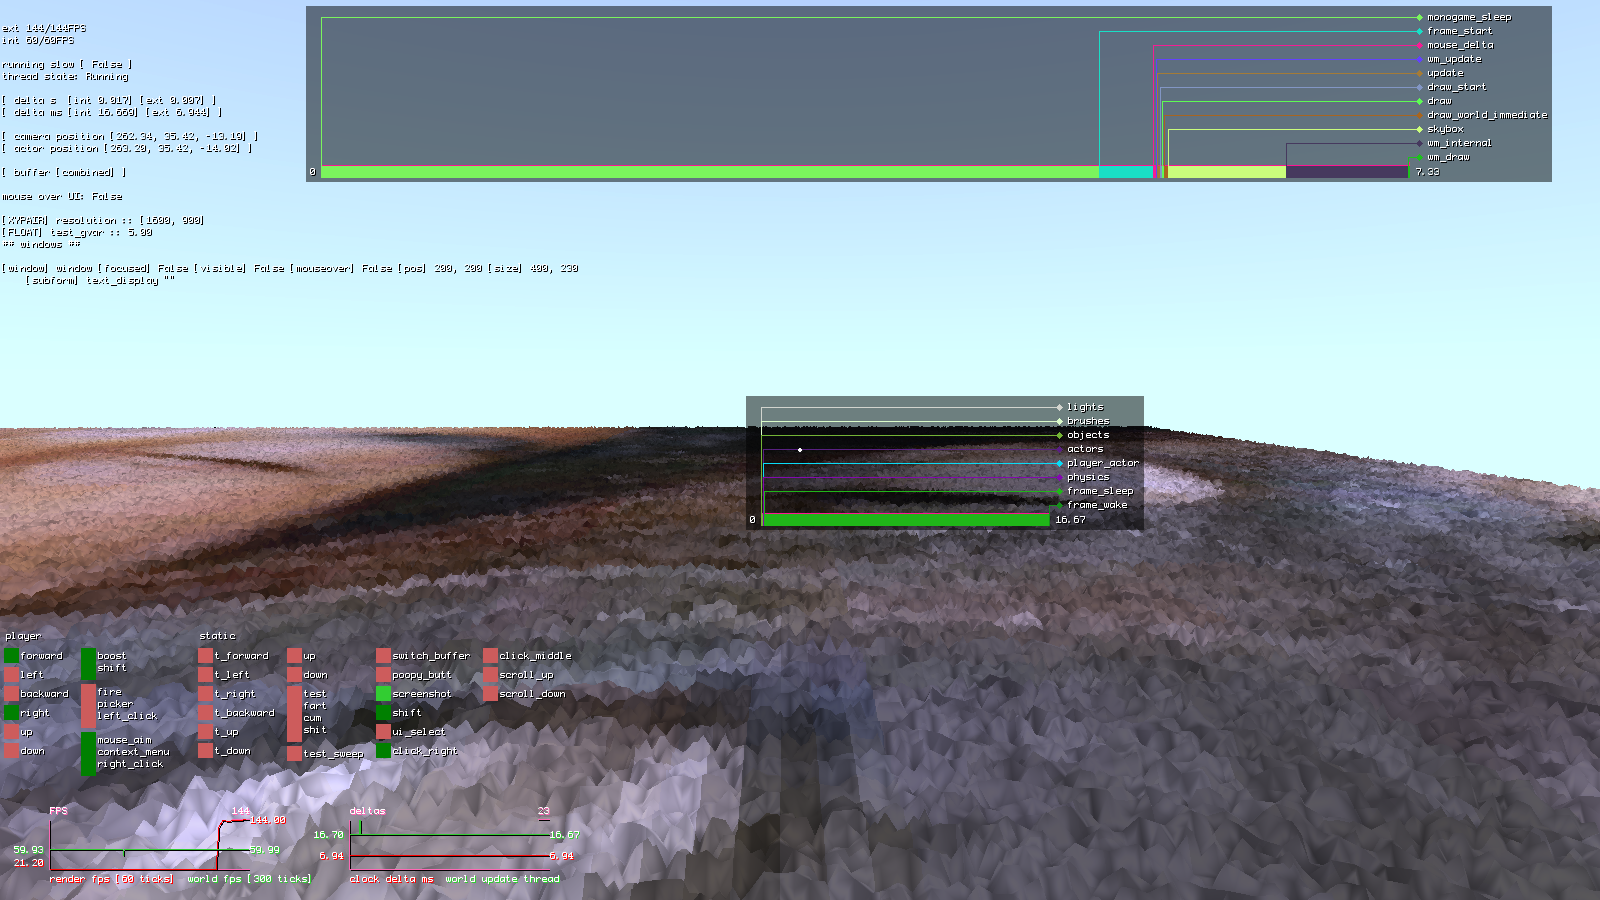 ext 144/144FPS
int 60/60FPS
running slow [ False ]
thread state: Running
[ delta s  [int 0.017] [ext 0.007] ]
[ delta ms [int 16.669] [ext 6.944] ]
[ camera position [262.34, 35.42, -13.19] ]
[ actor position [263.20, 35.42, -14.02] ]
[ buffer [combined] ]
mouse over UI: False
[XYPAIR] resolution :: [1600, 900]
[FLOAT] test_gvar :: 5.00
## windows ##
[window] window [focused] False [visible] False [mouseover] False [pos] 200, 200 [size] 400, 230
[subform] text_display ""
monogame_sleep
frame_start
mouse_delta
wm_update
update
draw_start
draw
draw_world_immediate
skybox
wm_internal
wm_draw
0 7.33
lights
brushes
objects
actors
player_actor
physics
frame_sleep
frame_wake
0 16.67
player
forward
left
backward
right
up
down
boost
shift
fire
picker
left_click
mouse_aim
context_menu
right_click
static
t_forward
t_left
t_right
t_backward
t_up
t_down
up
down
test
fart
cum
shit
test_sweep
switch_buffer
poopy_butt
screenshot
shift
ui_select
click_right
click_middle
scroll_up
scroll_down
FPS 144
144.00
59.93 59.99
21.20
render fps [60 ticks] world fps [300 ticks]
deltas 23
16.70 16.67
6.94 6.94
clock delta ms world update thread